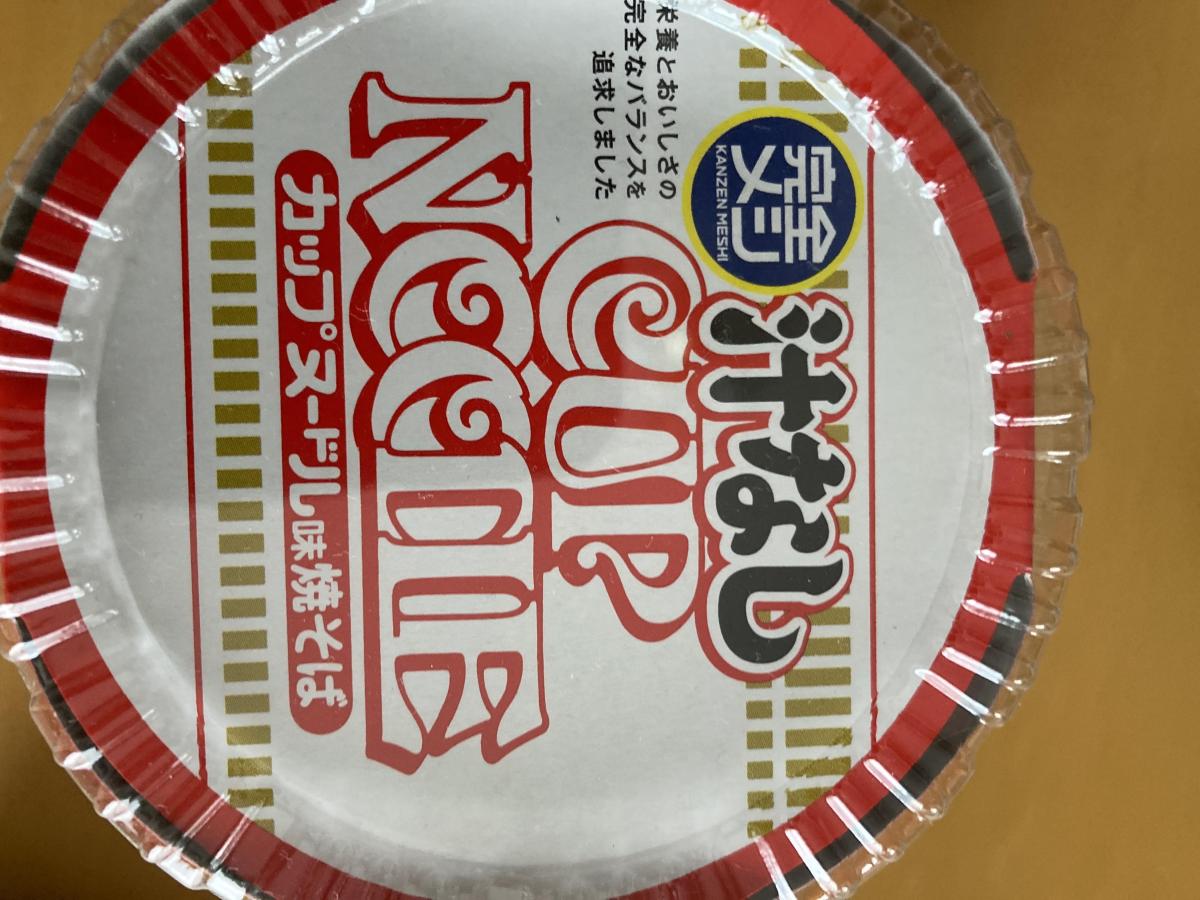 栄養とおいしさの
完全なバランスを
追求しました
完全
メシ
KANZEN MESHI
汁なし
CUP
NOODLE
カップヌードル味焼そば